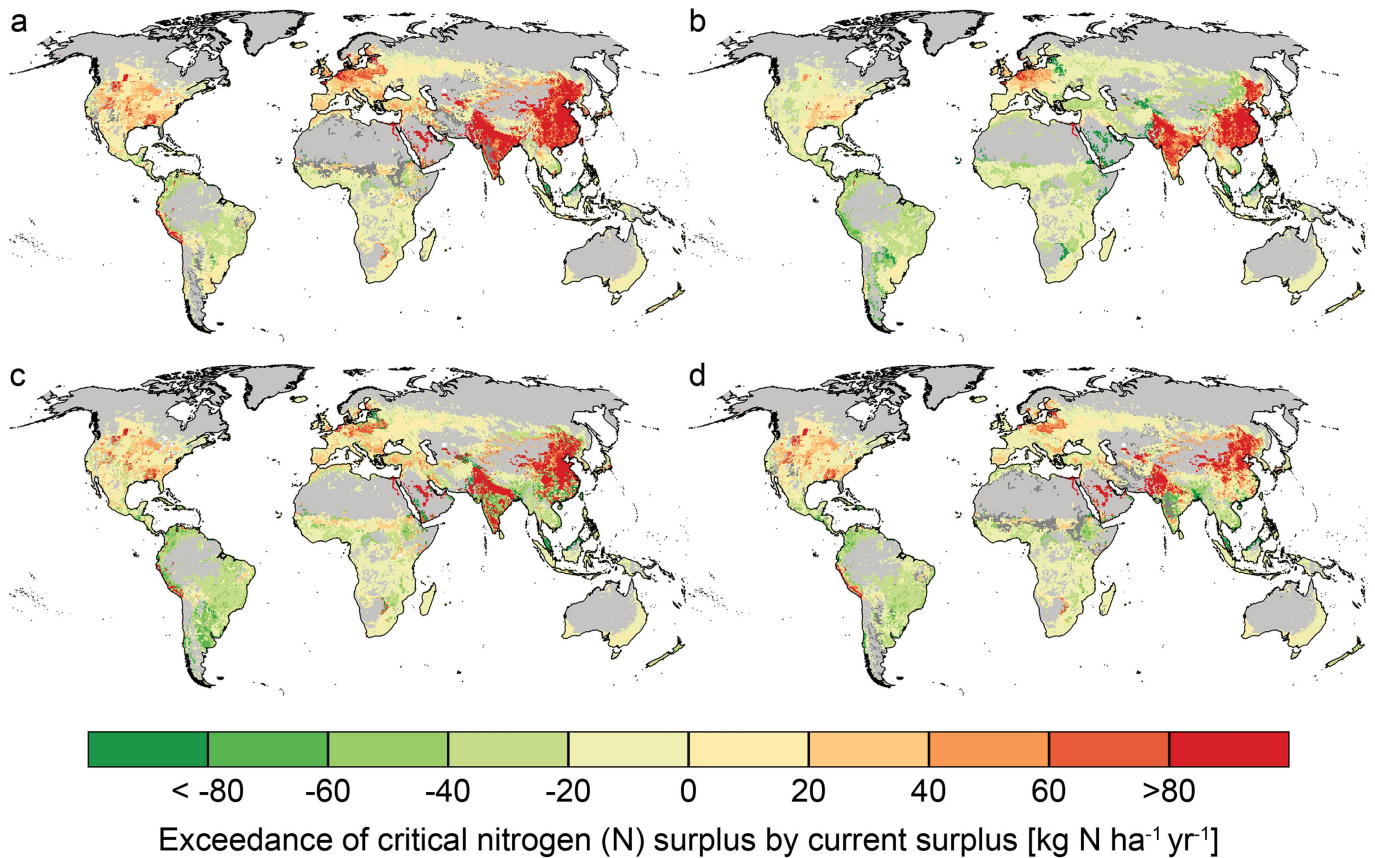 a
b
c
d
< -80 -60 -40 -20 0 20 40 60 >80
Exceedance of critical nitrogen (N) surplus by current surplus [kg N ha⁻¹ yr⁻¹]